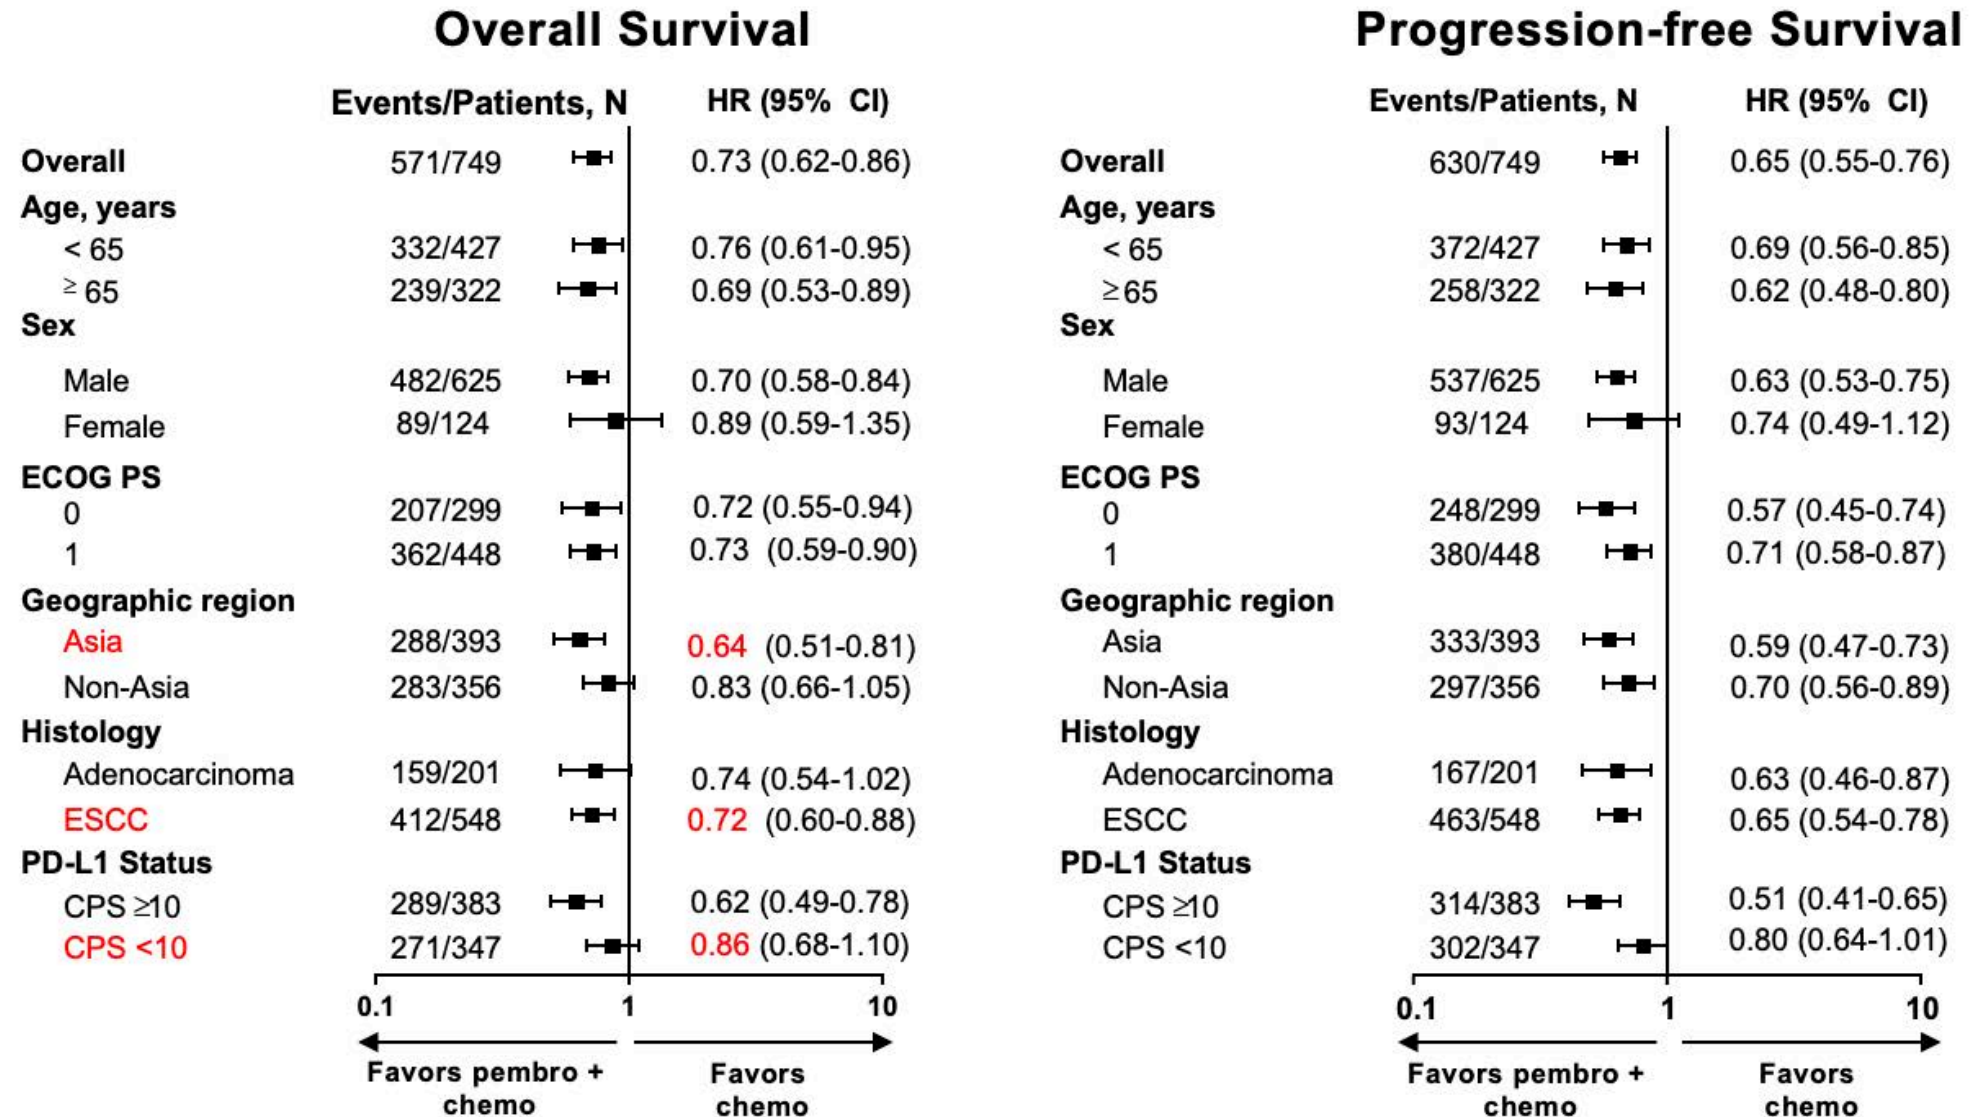 Overall Survival
Events/Patients, N HR (95% CI)
Overall 571/749 0.73 (0.62-0.86)
Age, years
< 65 332/427 0.76 (0.61-0.95)
≥ 65 239/322 0.69 (0.53-0.89)
Sex
Male 482/625 0.70 (0.58-0.84)
Female 89/124 0.89 (0.59-1.35)
ECOG PS
0 207/299 0.72 (0.55-0.94)
1 362/448 0.73 (0.59-0.90)
Geographic region
Asia 288/393 0.64 (0.51-0.81)
Non-Asia 283/356 0.83 (0.66-1.05)
Histology
Adenocarcinoma 159/201 0.74 (0.54-1.02)
ESCC 412/548 0.72 (0.60-0.88)
PD-L1 Status
CPS ≥10 289/383 0.62 (0.49-0.78)
CPS <10 271/347 0.86 (0.68-1.10)
0.1 1 10
Favors pembro + Favors
chemo chemo
Progression-free Survival
Events/Patients, N HR (95% CI)
Overall 630/749 0.65 (0.55-0.76)
Age, years
< 65 372/427 0.69 (0.56-0.85)
≥ 65 258/322 0.62 (0.48-0.80)
Sex
Male 537/625 0.63 (0.53-0.75)
Female 93/124 0.74 (0.49-1.12)
ECOG PS
0 248/299 0.57 (0.45-0.74)
1 380/448 0.71 (0.58-0.87)
Geographic region
Asia 333/393 0.59 (0.47-0.73)
Non-Asia 297/356 0.70 (0.56-0.89)
Histology
Adenocarcinoma 167/201 0.63 (0.46-0.87)
ESCC 463/548 0.65 (0.54-0.78)
PD-L1 Status
CPS ≥10 314/383 0.51 (0.41-0.65)
CPS <10 302/347 0.80 (0.64-1.01)
0.1 1 10
Favors pembro + Favors
chemo chemo